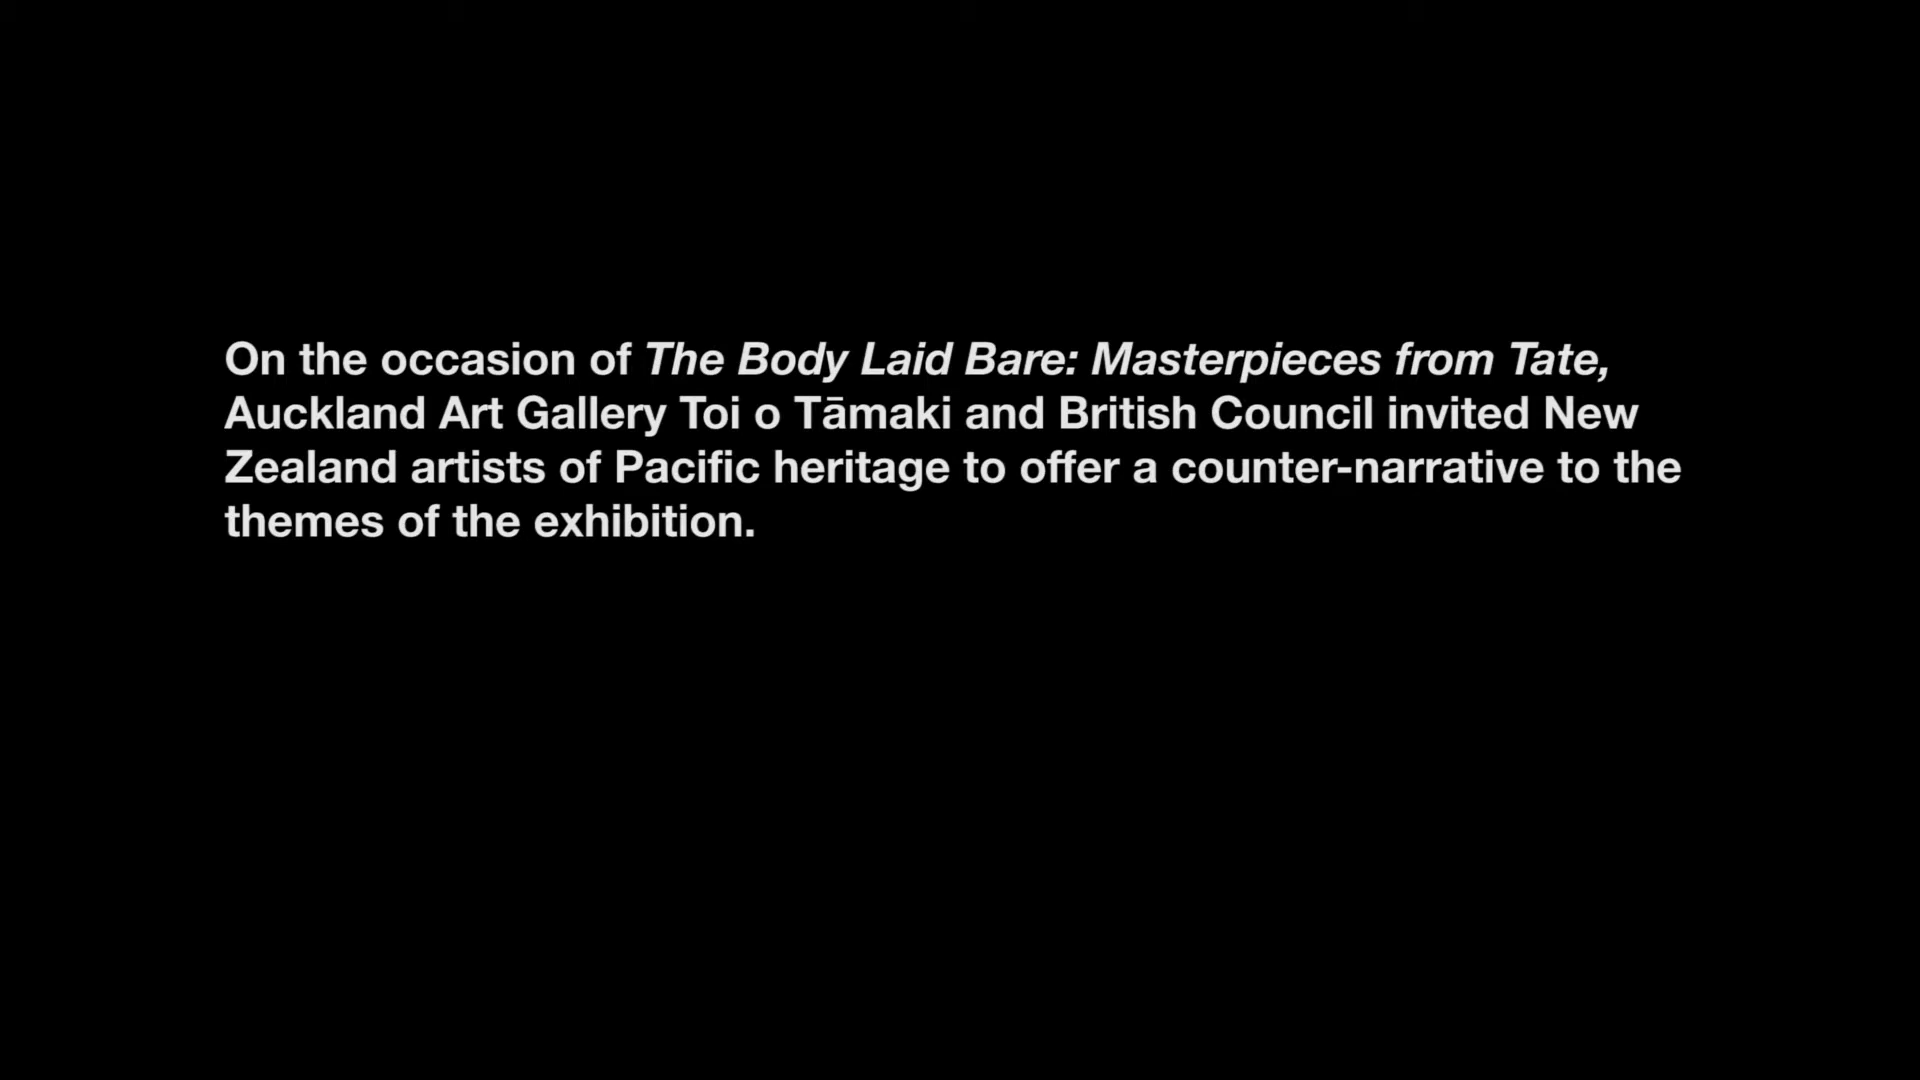 On the occasion of The Body Laid Bare: Masterpieces from Tate,
Auckland Art Gallery Toi o Tāmaki and British Council invited New
Zealand artists of Pacific heritage to offer a counter-narrative to the
themes of the exhibition.